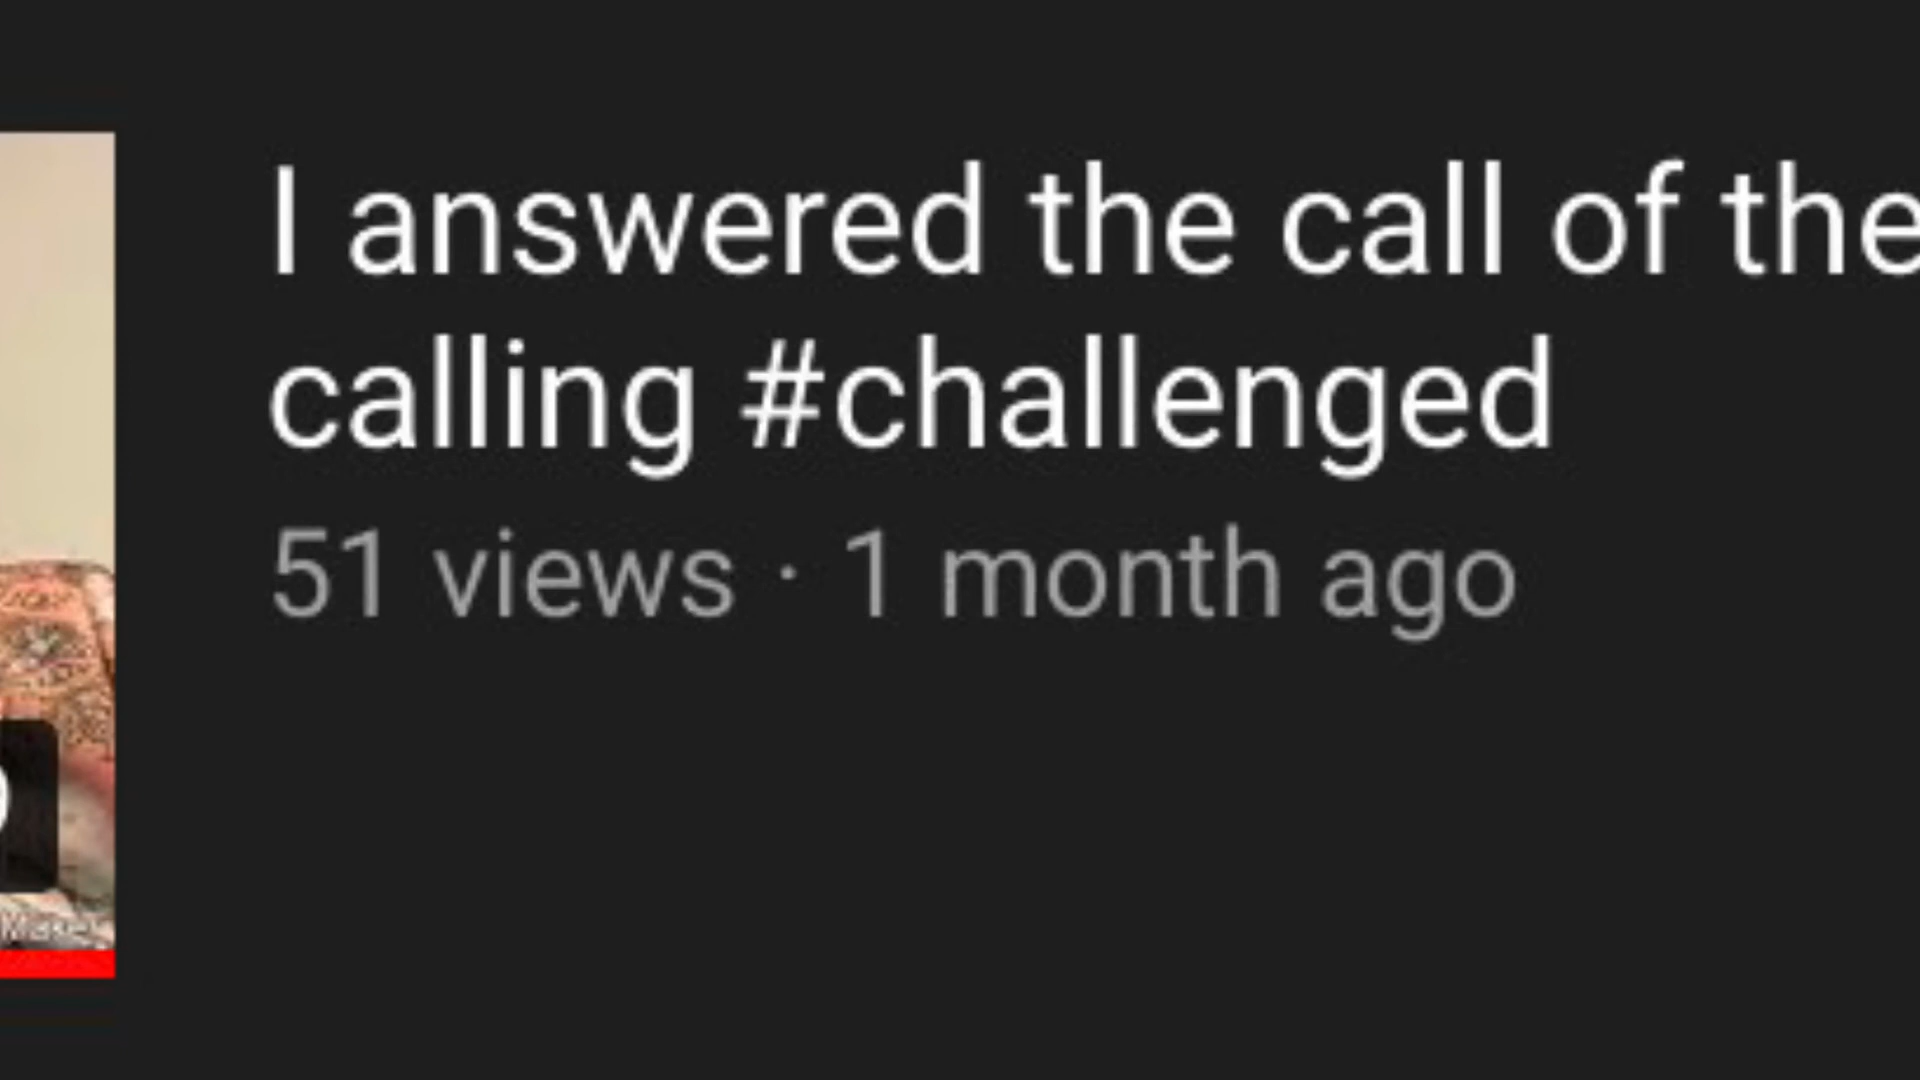 I answered the call of the
calling #challenged
51 views · 1 month ago